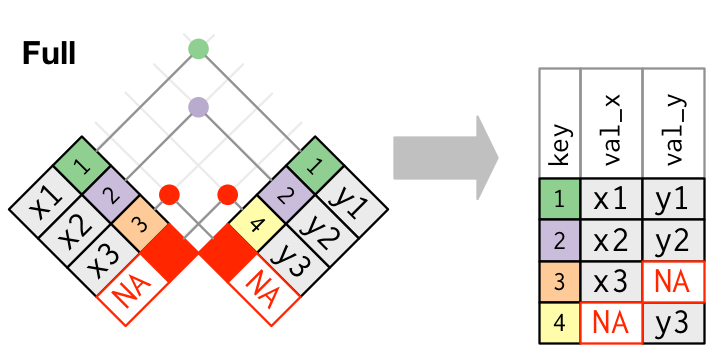 Full
1 x1
2 x2
3 x3
NA
1 y1
2 y2
4 y3
NA
key val_x val_y
1 x1 y1
2 x2 y2
3 x3 NA
4 NA y3